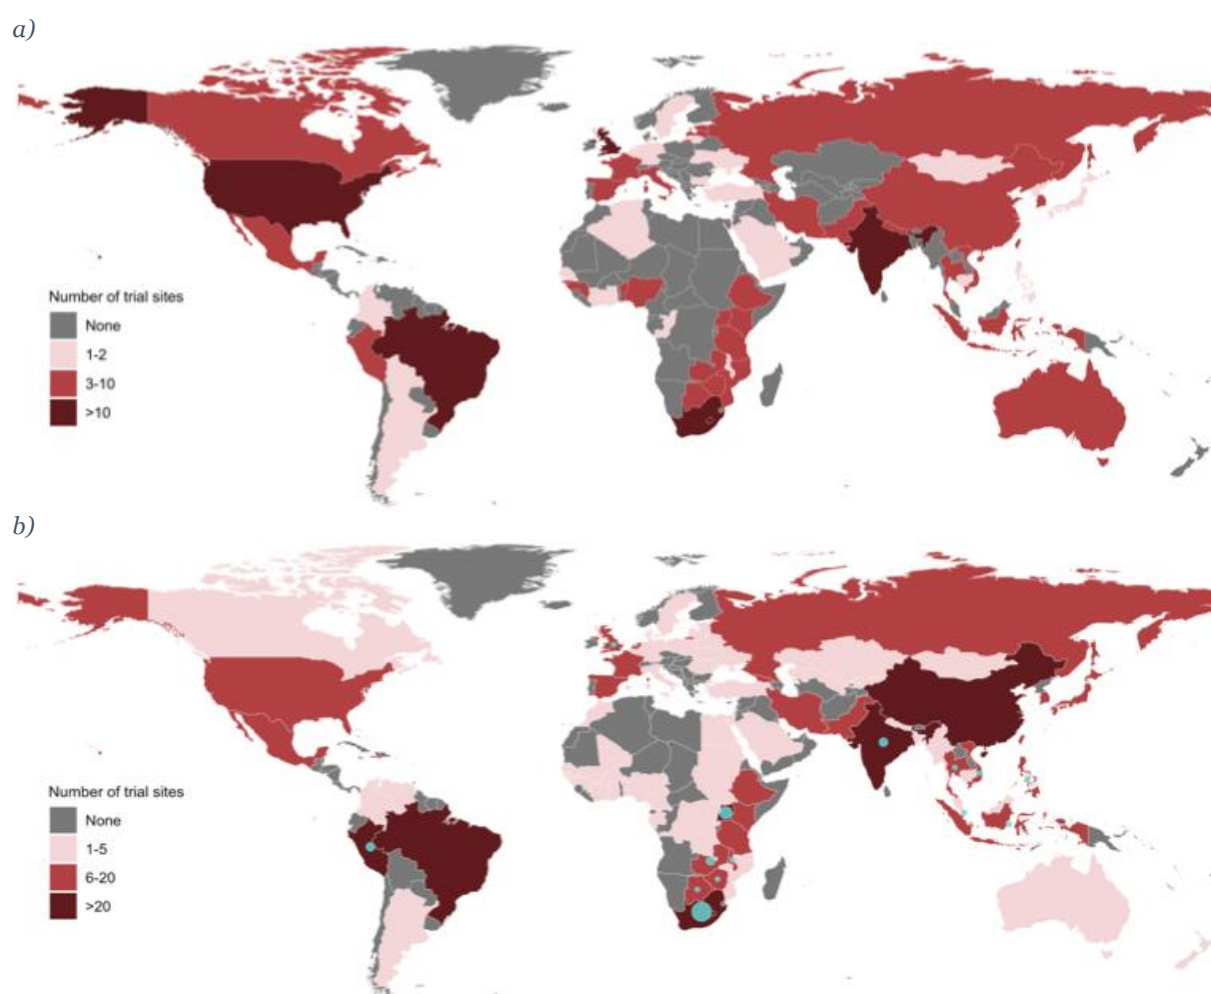 a)
Number of trial sites
None
1-2
3-10
>10
b)
Number of trial sites
None
1-5
6-20
>20